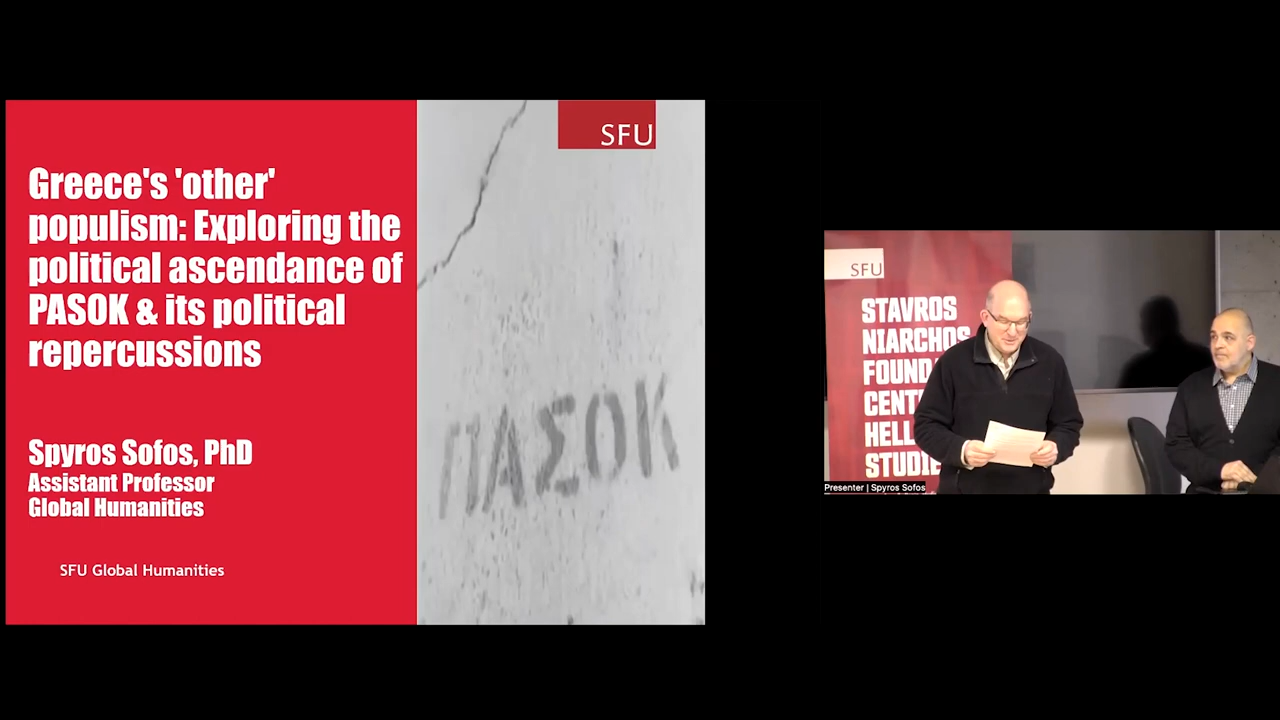 Greece's 'other'
populism: Exploring the
political ascendance of
PASOK & its political
repercussions
Spyros Sofos, PhD
Assistant Professor
Global Humanities
SFU Global Humanities
SFU
ΠΑΣΟΚ
SFU
STAVROS
NIARCHOS
FOUND
CENT
HELL
STUDIE
Presenter | Spyros Sofos